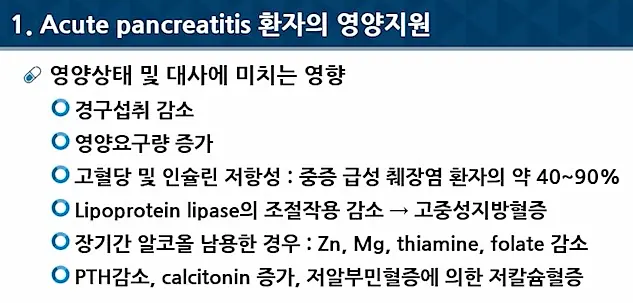 1. Acute pancreatitis 환자의 영양지원
영양상태 및 대사에 미치는 영향
경구섭취 감소
영양요구량 증가
고혈당 및 인슐린 저항성 : 중증 급성 췌장염 환자의 약 40~90%
Lipoprotein lipase의 조절작용 감소 → 고중성지방혈증
장기간 알코올 남용한 경우 : Zn, Mg, thiamine, folate 감소
PTH감소, calcitonin 증가, 저알부민혈증에 의한 저칼슘혈증